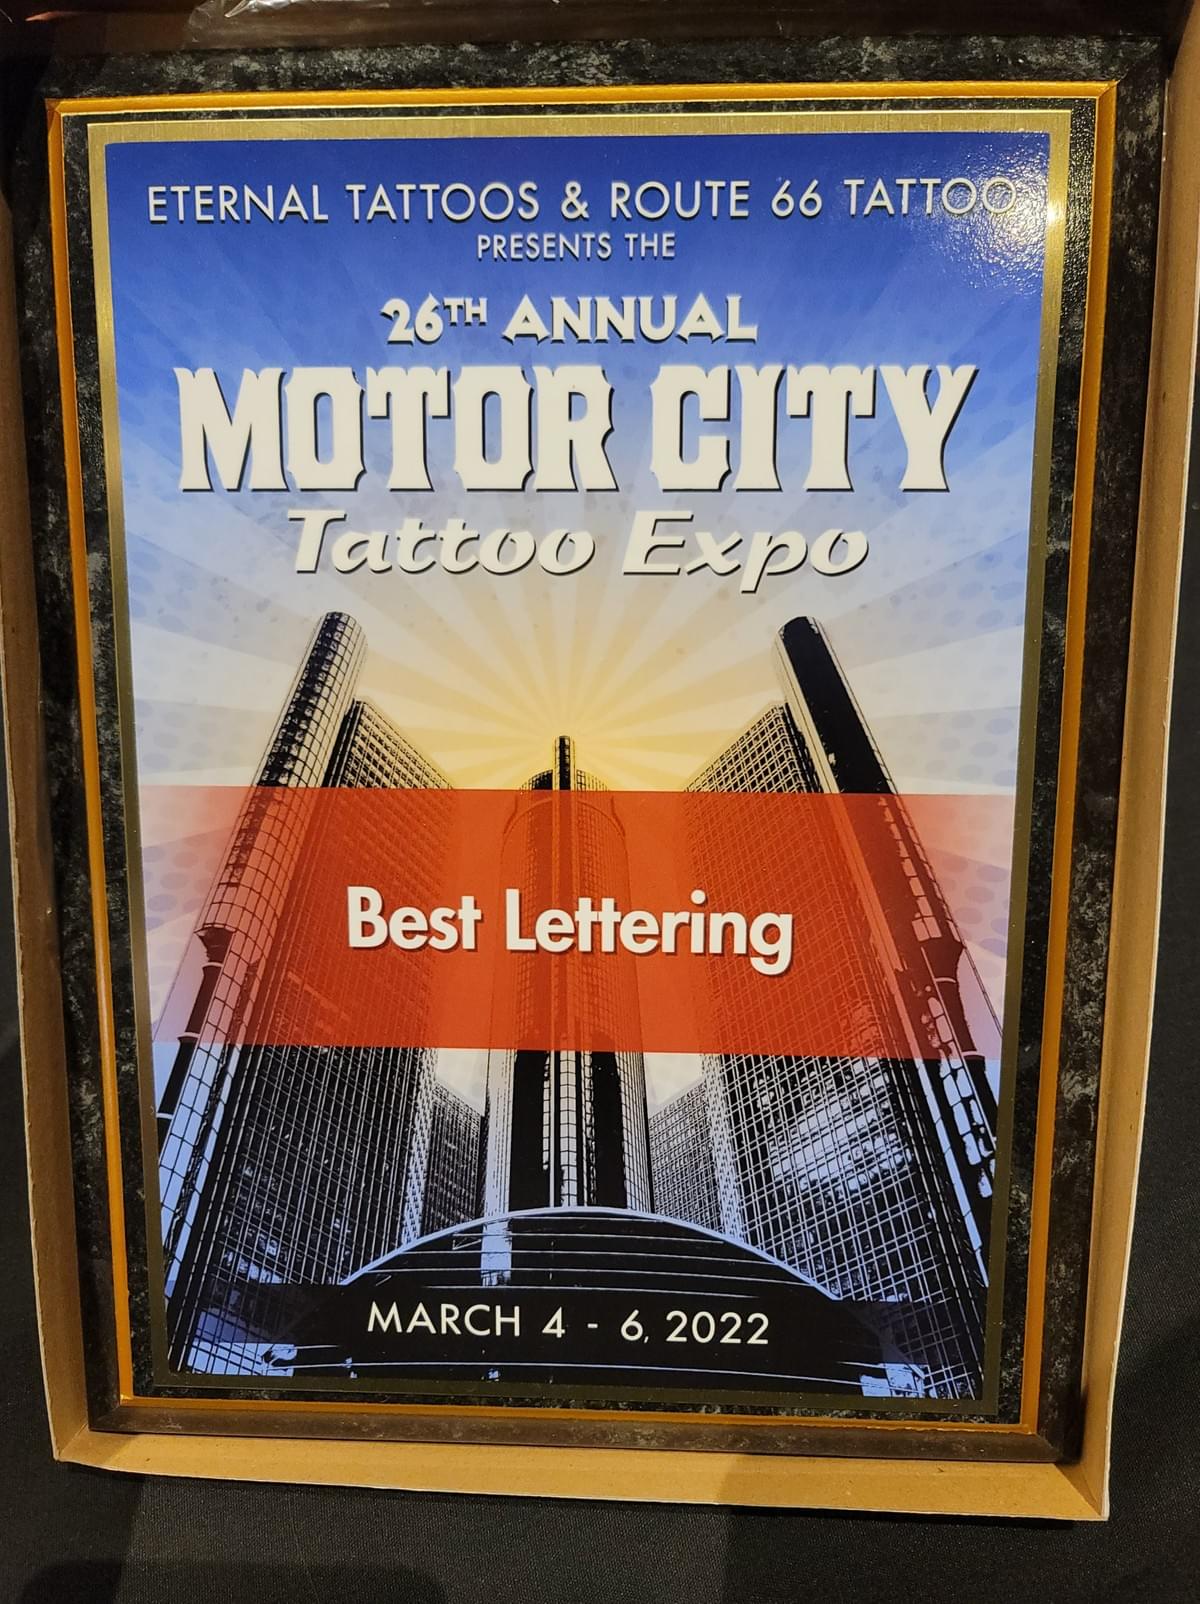 ETERNAL TATTOOS & ROUTE 66 TATTOO
PRESENTS THE
26TH ANNUAL
MOTOR CITY
Tattoo Expo
Best Lettering
MARCH 4 - 6, 2022